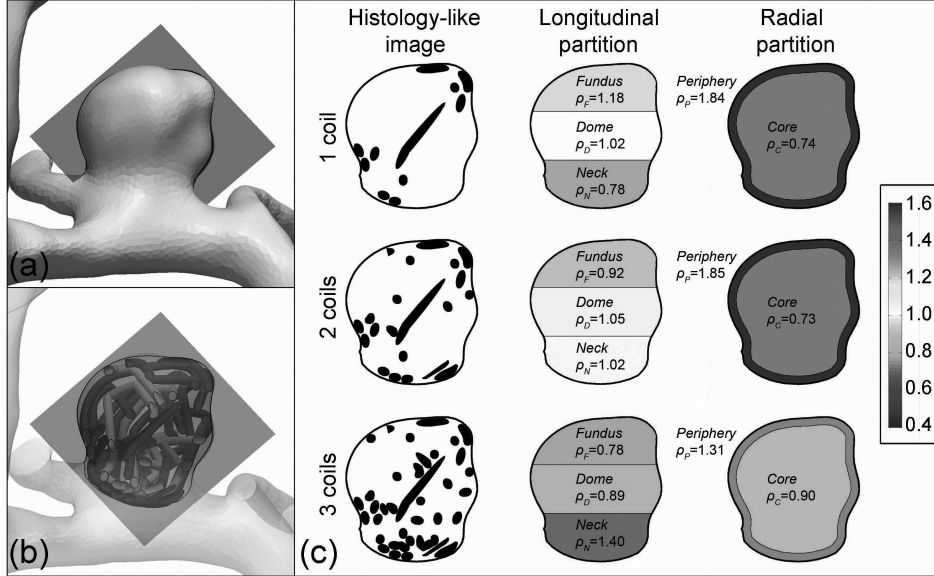 Histology-like
image
Longitudinal
partition
Radial
partition
(a)
(b)
(c)
1 coil
Fundus
ρF=1.18
Dome
ρD=1.02
Neck
ρN=0.78
Periphery
ρP=1.84
Core
ρC=0.74
2 coils
Fundus
ρF=0.92
Dome
ρD=1.05
Neck
ρN=1.02
Periphery
ρP=1.85
Core
ρC=0.73
3 coils
Fundus
ρF=0.78
Dome
ρD=0.89
Neck
ρN=1.40
Periphery
ρP=1.31
Core
ρC=0.90
1.6
1.4
1.2
1.0
0.8
0.6
0.4